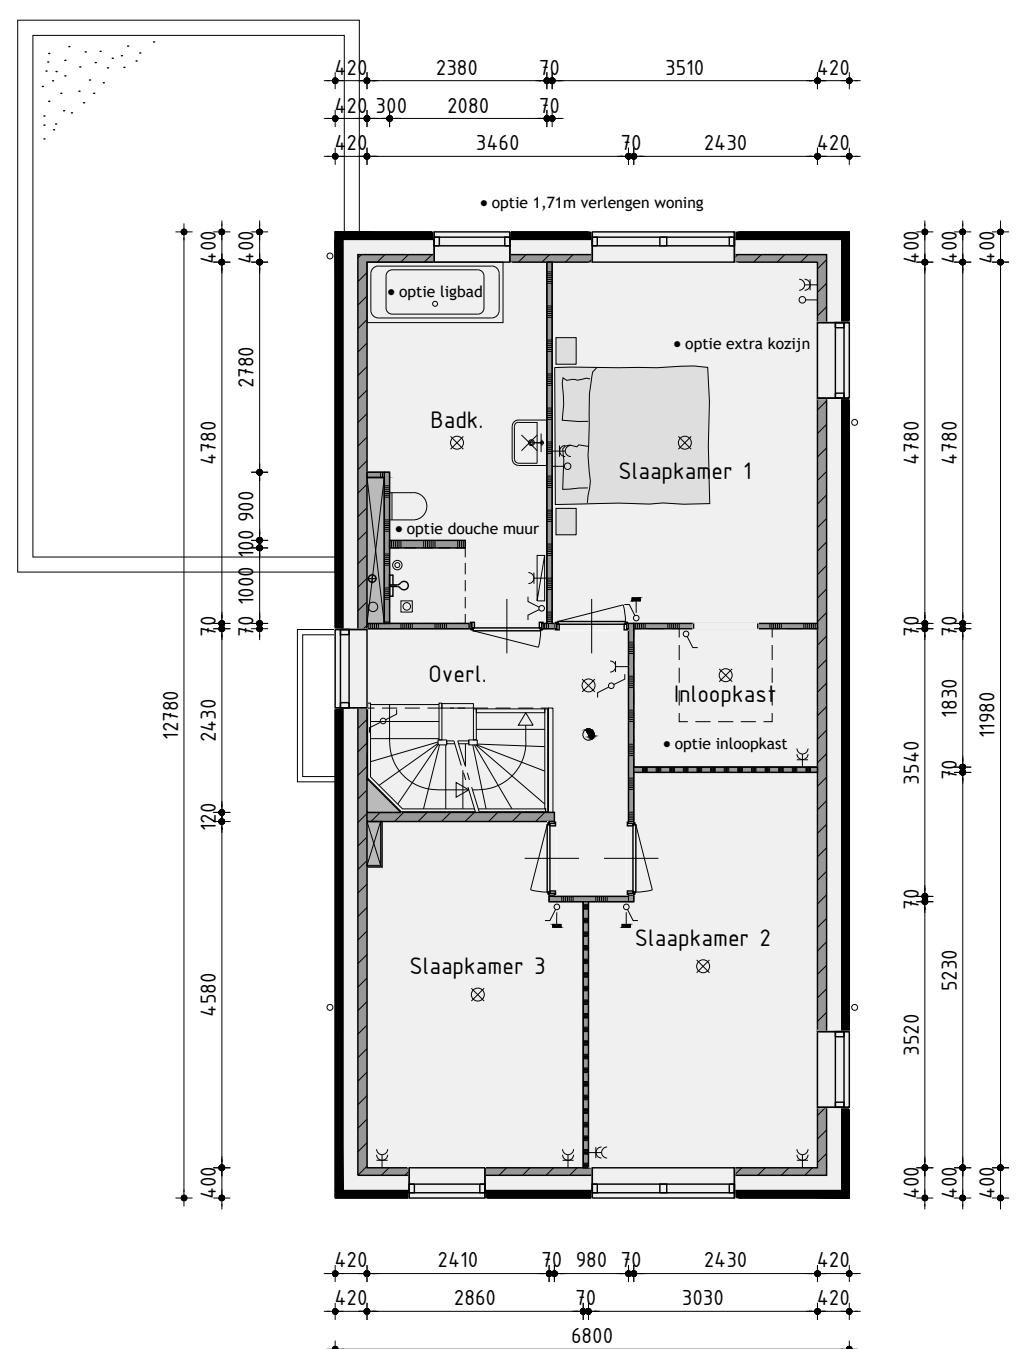 420 2380 70 3510 420
420 300 2080 70
420 3460 70 2430 420
• optie 1,71m verlengen woning
400 400 400 400 400
• optie ligbad
• optie extra kozijn
2780
Badk.
4780 4780 4780
Slaapkamer 1
900
• optie douche muur
100
1000
70 70 70 70
Overl.
Inloopkast
12780 2430 1830 11980
• optie inloopkast
3540 70
120
70
Slaapkamer 2
Slaapkamer 3
4580 3520 5230
400 400 400 400
420 2410 70 980 70 2430 420
420 2860 70 3030 420
6800